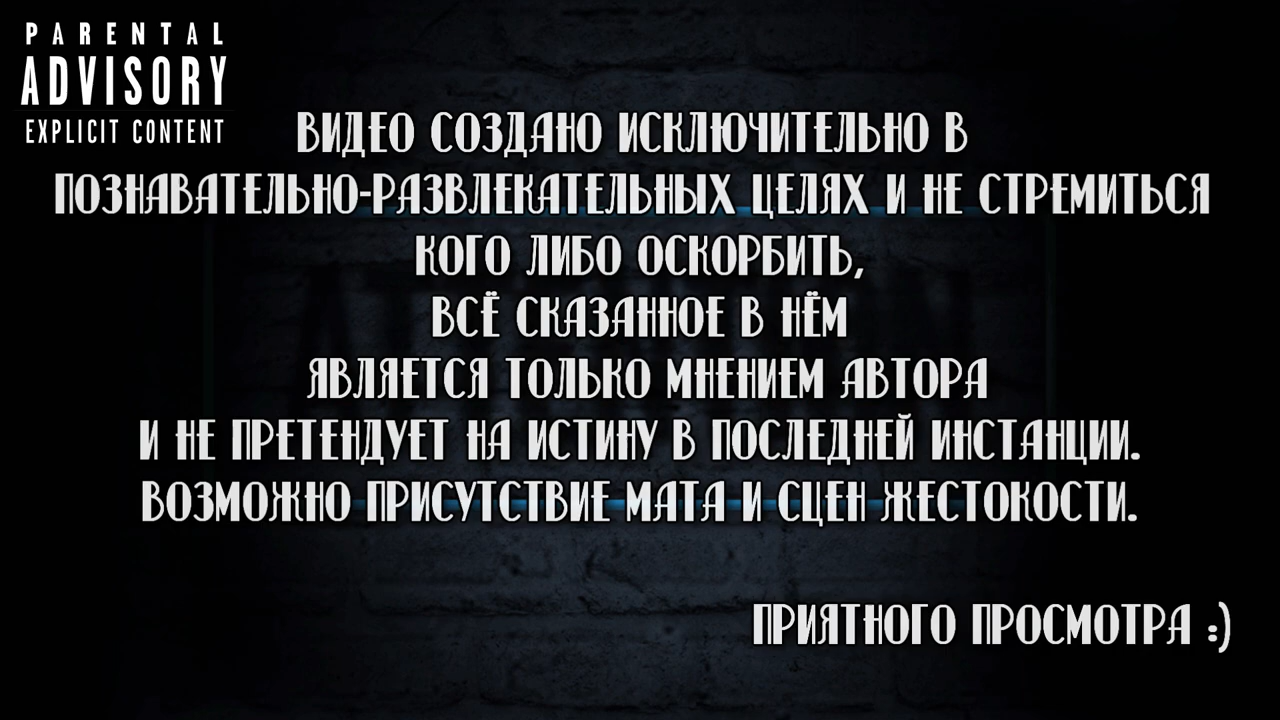 PARENTAL
ADVISORY
EXPLICIT CONTENT
ВИДЕО СОЗДАНО ИСКЛЮЧИТЕЛЬНО В
ПОЗНАВАТЕЛЬНО-РАЗВЛЕКАТЕЛЬНЫХ ЦЕЛЯХ И НЕ СТРЕМИТЬСЯ
КОГО ЛИБО ОСКОРБИТЬ,
ВСЁ СКАЗАННОЕ В НЁМ
ЯВЛЯЕТСЯ ТОЛЬКО МНЕНИЕМ АВТОРА
И НЕ ПРЕТЕНДУЕТ НА ИСТИНУ В ПОСЛЕДНЕЙ ИНСТАНЦИИ.
ВОЗМОЖНО ПРИСУТСТВИЕ МАТА И СЦЕН ЖЕСТОКОСТИ.
ПРИЯТНОГО ПРОСМОТРА :)